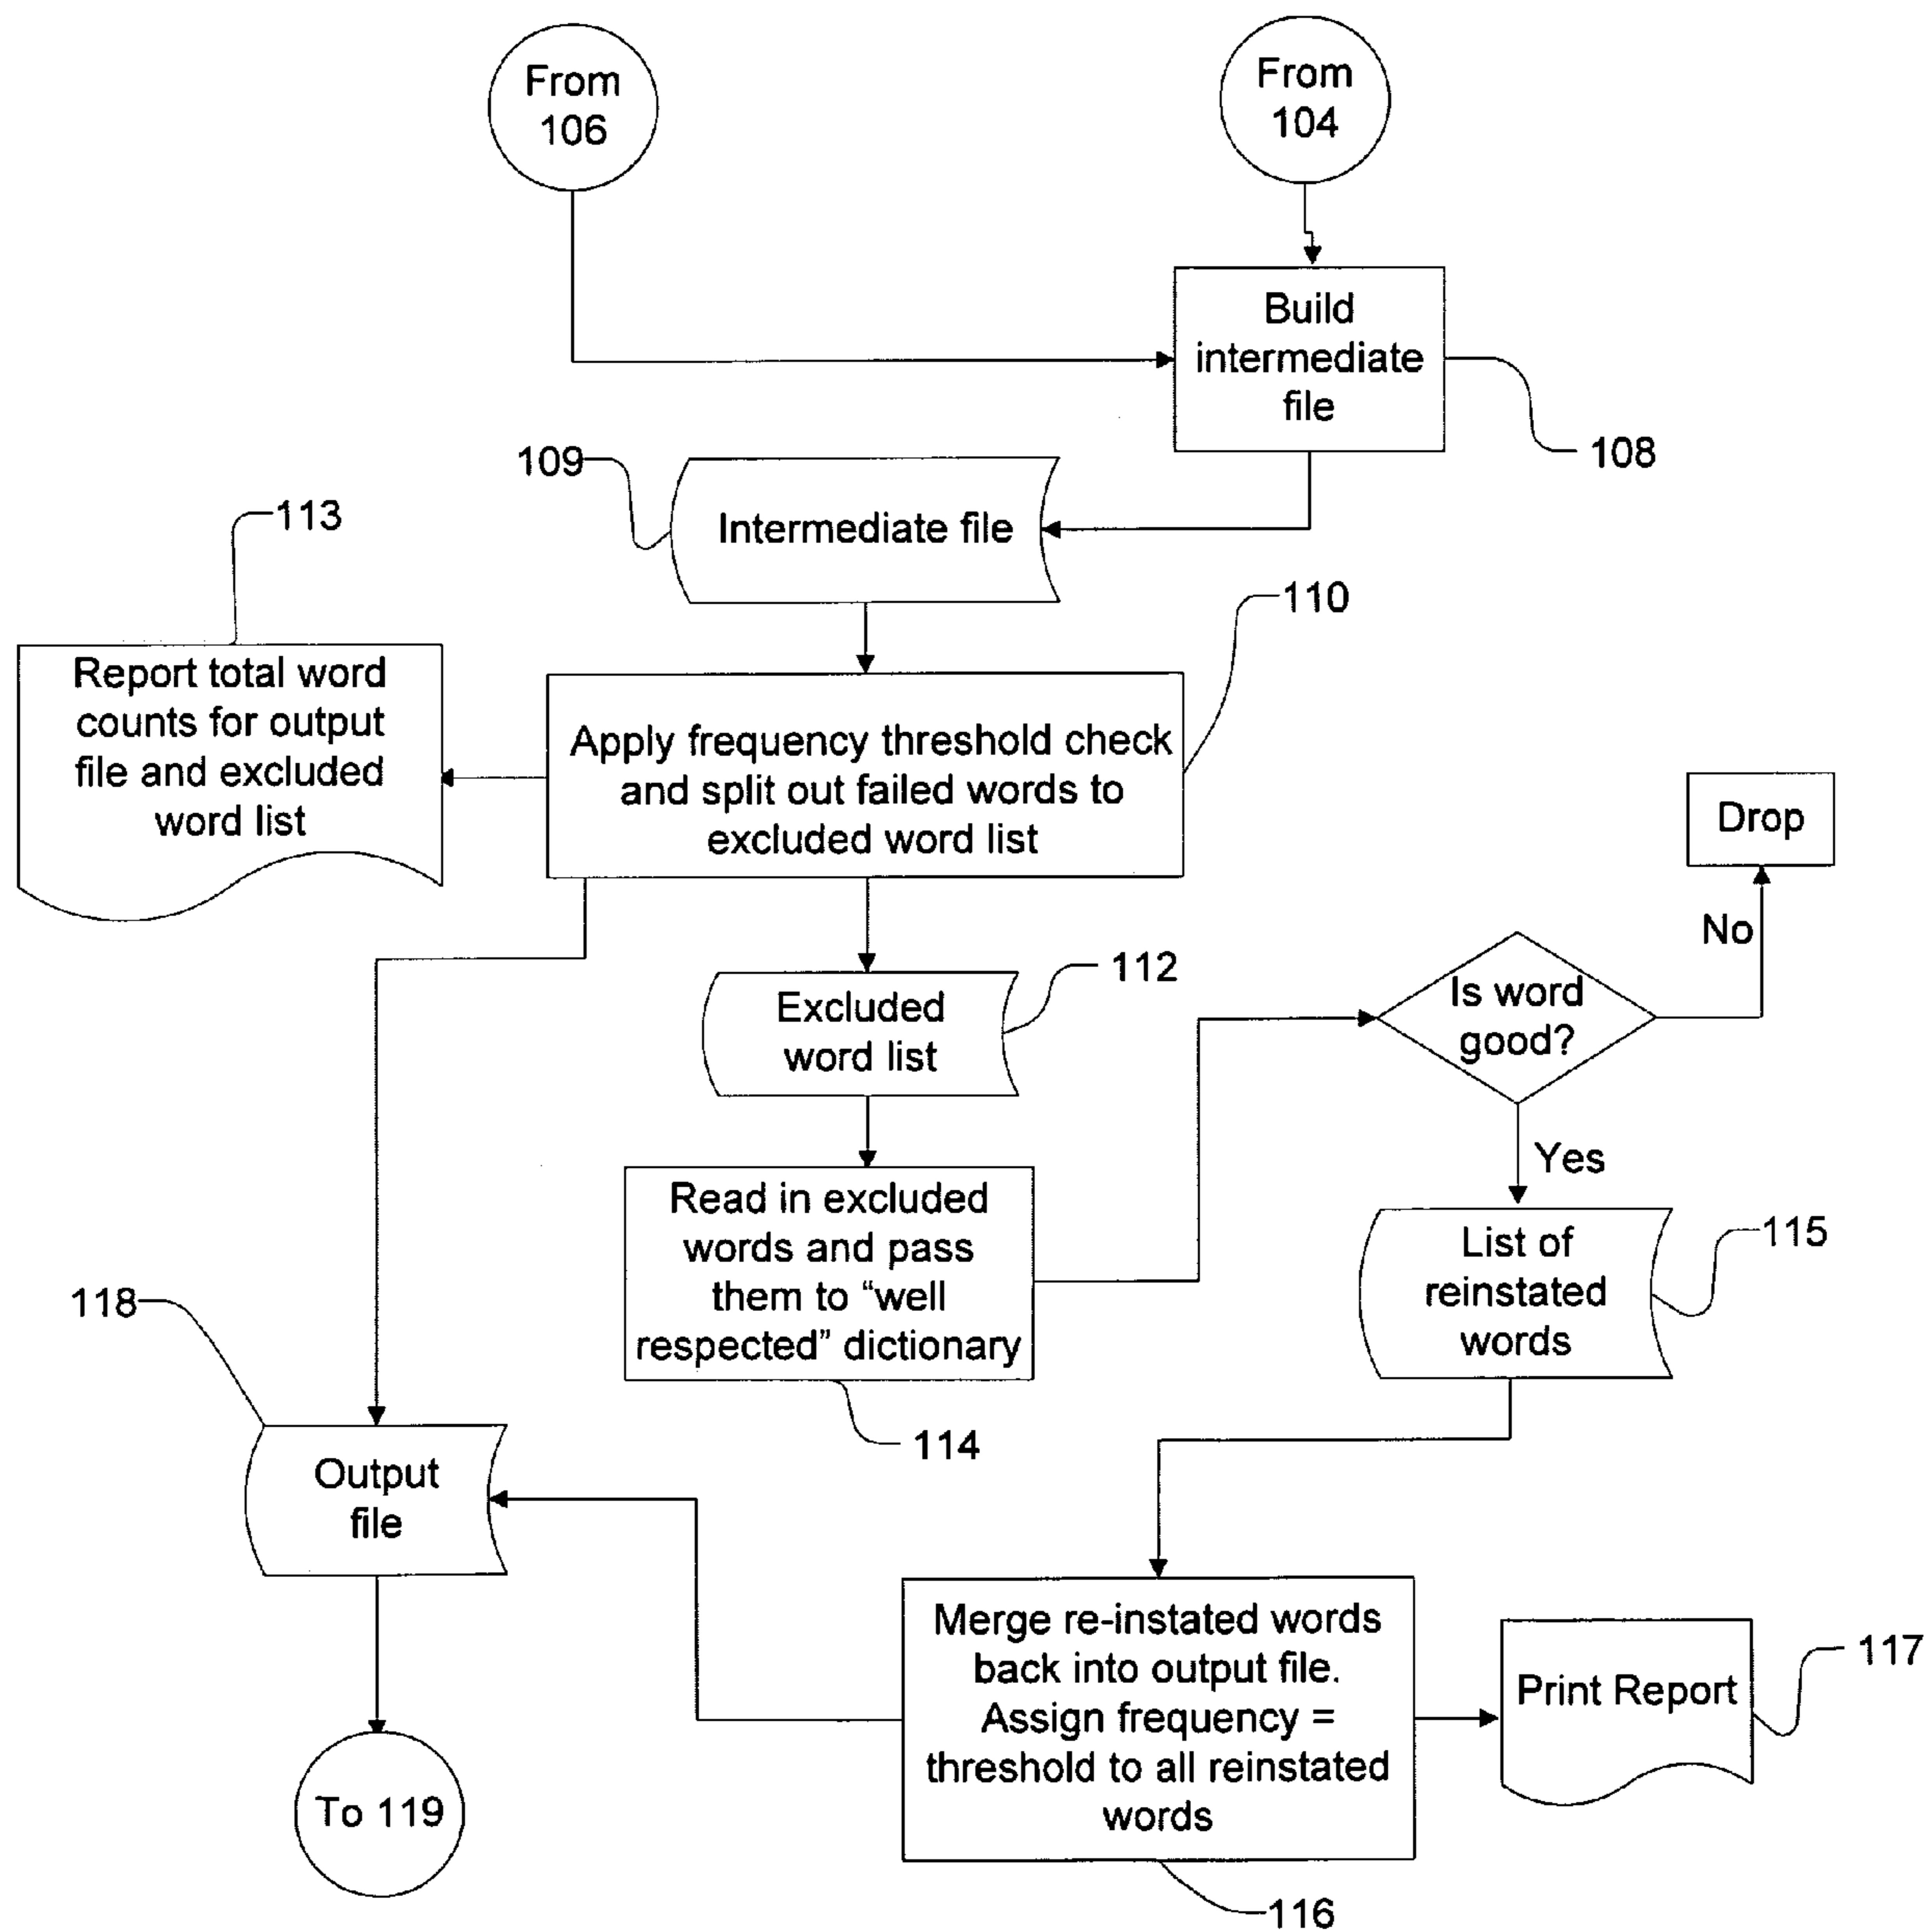 From
106
From
104
Build
intermediate
file
108
109
Intermediate file
113
110
Report total word
counts for output
file and excluded
word list
Apply frequency threshold check
and split out failed words to
excluded word list
Drop
No
112
Excluded
word list
Is word
good?
Yes
Read in excluded
words and pass
them to “well
respected” dictionary
114
List of
reinstated
words
115
118
Output
file
Merge re-instated words
back into output file.
Assign frequency =
threshold to all reinstated
words
116
Print Report
117
To 119